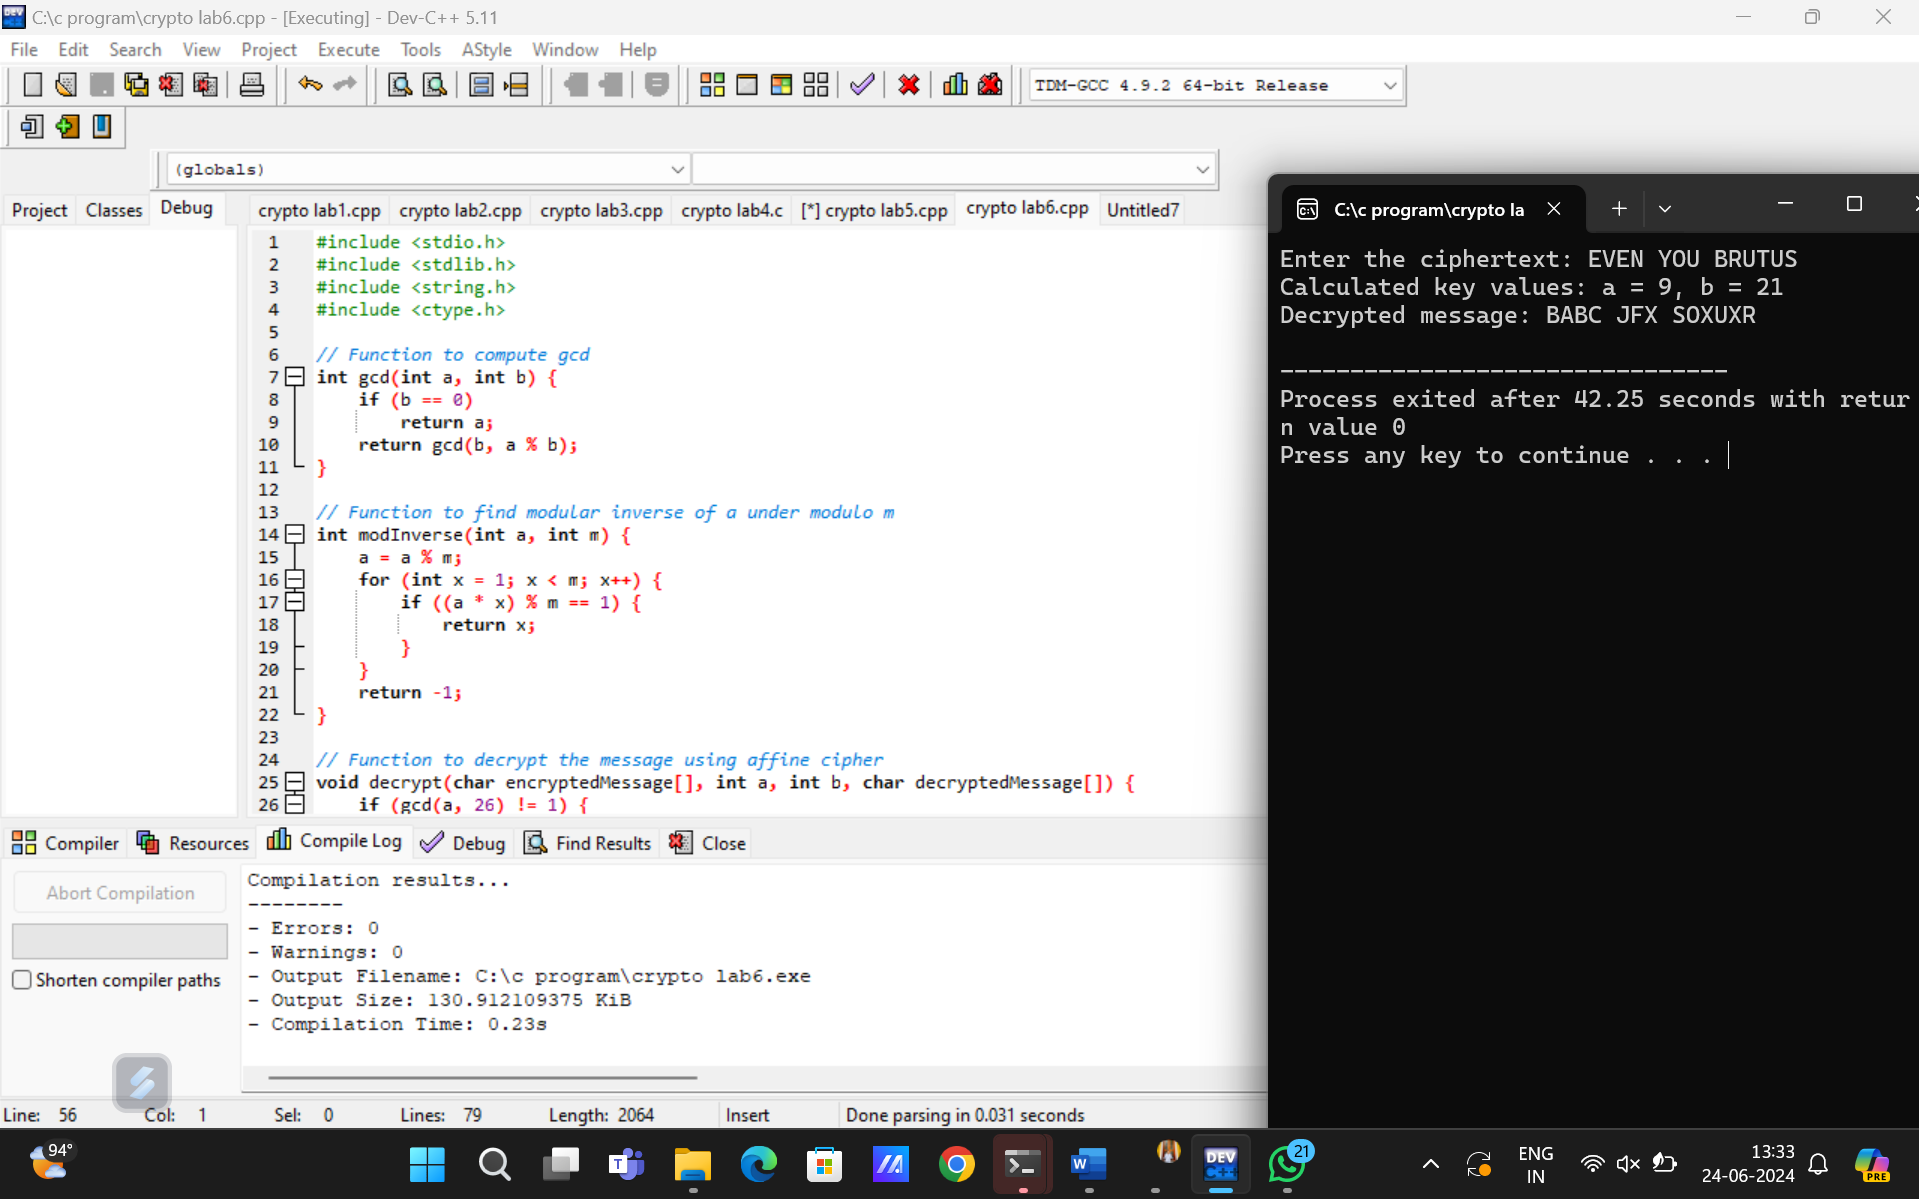 C:\c program\crypto lab6.cpp - [Executing] - Dev-C++ 5.11
File Edit Search View Project Execute Tools AStyle Window Help
TDM-GCC 4.9.2 64-bit Release
(globals)
Project Classes Debug
crypto lab1.cpp crypto lab2.cpp crypto lab3.cpp crypto lab4.c [*] crypto lab5.cpp crypto lab6.cpp Untitled7
1 #include <stdio.h>
2 #include <stdlib.h>
3 #include <string.h>
4 #include <ctype.h>
5
6 // Function to compute gcd
7 int gcd(int a, int b) {
8 if (b == 0)
9 return a;
10 return gcd(b, a % b);
11 }
12
13 // Function to find modular inverse of a under modulo m
14 int modInverse(int a, int m) {
15 a = a % m;
16 for (int x = 1; x < m; x++) {
17 if ((a * x) % m == 1) {
18 return x;
19 }
20 }
21 return -1;
22 }
23
24 // Function to decrypt the message using affine cipher
25 void decrypt(char encryptedMessage[], int a, int b, char decryptedMessage[]) {
26 if (gcd(a, 26) != 1) {
C:\c program\crypto la
Enter the ciphertext: EVEN YOU BRUTUS
Calculated key values: a = 9, b = 21
Decrypted message: BABC JFX SOXUXR
--------------------------------
Process exited after 42.25 seconds with retur
n value 0
Press any key to continue . . .
Compiler Resources Compile Log Debug Find Results Close
Abort Compilation
Shorten compiler paths
Compilation results...
--------
- Errors: 0
- Warnings: 0
- Output Filename: C:\c program\crypto lab6.exe
- Output Size: 130.912109375 KiB
- Compilation Time: 0.23s
Line: 56 Col: 1 Sel: 0 Lines: 79 Length: 2064 Insert Done parsing in 0.031 seconds
94°
DEV C++
21
ENG
IN
13:33
24-06-2024
PRE